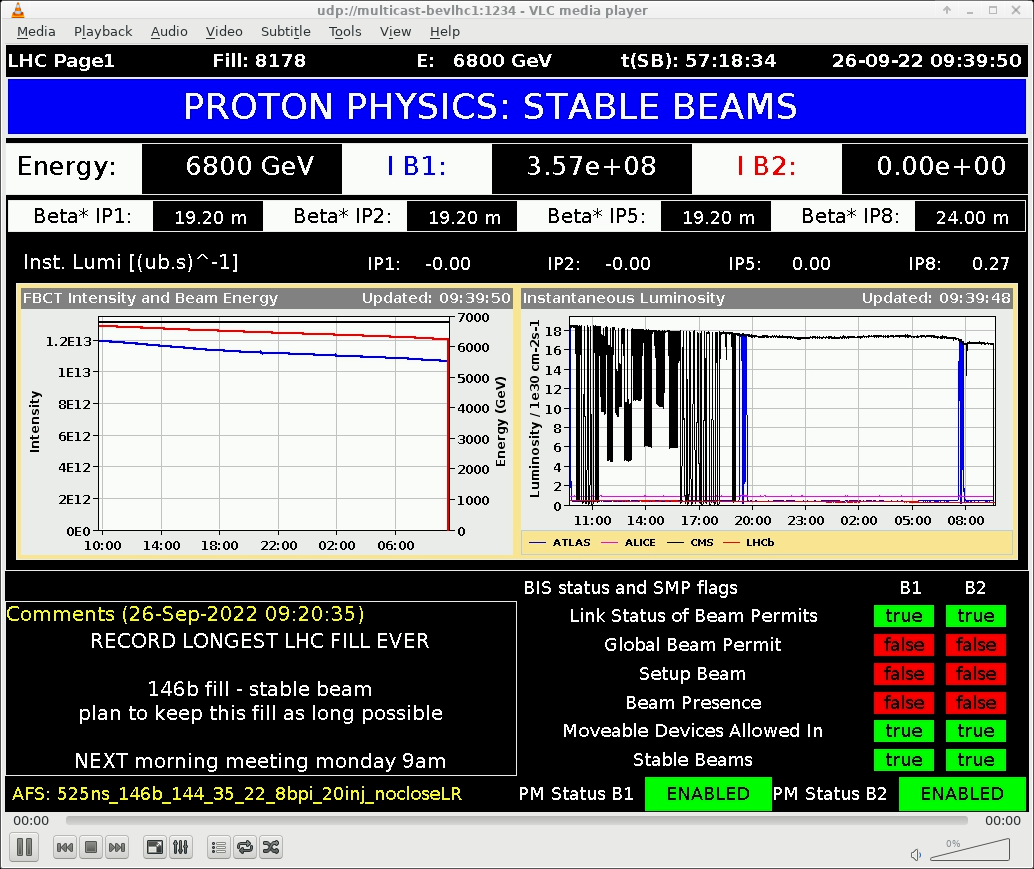 udp://multicast-bevlhc1:1234 - VLC media player
Media Playback Audio Video Subtitle Tools View Help
LHC Page1 Fill: 8178 E: 6800 GeV t(SB): 57:18:34 26-09-22 09:39:50
PROTON PHYSICS: STABLE BEAMS
Energy: 6800 GeV I B1: 3.57e+08 I B2: 0.00e+00
Beta* IP1: 19.20 m Beta* IP2: 19.20 m Beta* IP5: 19.20 m Beta* IP8: 24.00 m
Inst. Lumi [(ub.s)^-1] IP1: -0.00 IP2: -0.00 IP5: 0.00 IP8: 0.27
FBCT Intensity and Beam Energy Updated: 09:39:50
Intensity
1.2E13
1E13
8E12
6E12
4E12
2E12
0E0
7000
6000
5000
4000
3000
2000
1000
0
Energy (GeV)
10:00 14:00 18:00 22:00 02:00 06:00
Instantaneous Luminosity Updated: 09:39:48
Luminosity / 1e30 cm-2s-1
18
16
14
12
10
8
6
4
2
0
11:00 14:00 17:00 20:00 23:00 02:00 05:00 08:00
ATLAS ALICE CMS LHCb
Comments (26-Sep-2022 09:20:35)
RECORD LONGEST LHC FILL EVER
146b fill - stable beam
plan to keep this fill as long possible
NEXT morning meeting monday 9am
BIS status and SMP flags B1 B2
Link Status of Beam Permits true true
Global Beam Permit false false
Setup Beam false false
Beam Presence false false
Moveable Devices Allowed In true true
Stable Beams true true
AFS: 525ns_146b_144_35_22_8bpi_20inj_nocloseLR PM Status B1 ENABLED PM Status B2 ENABLED
00:00 00:00
0%